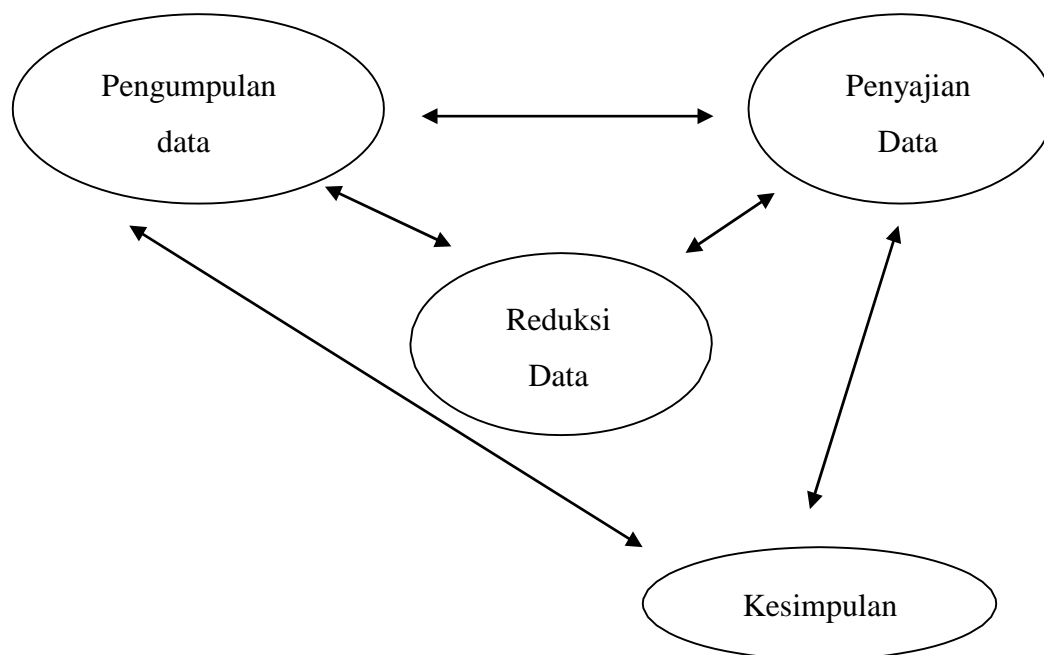 Pengumpulan
data
Penyajian
Data
Reduksi
Data
Kesimpulan